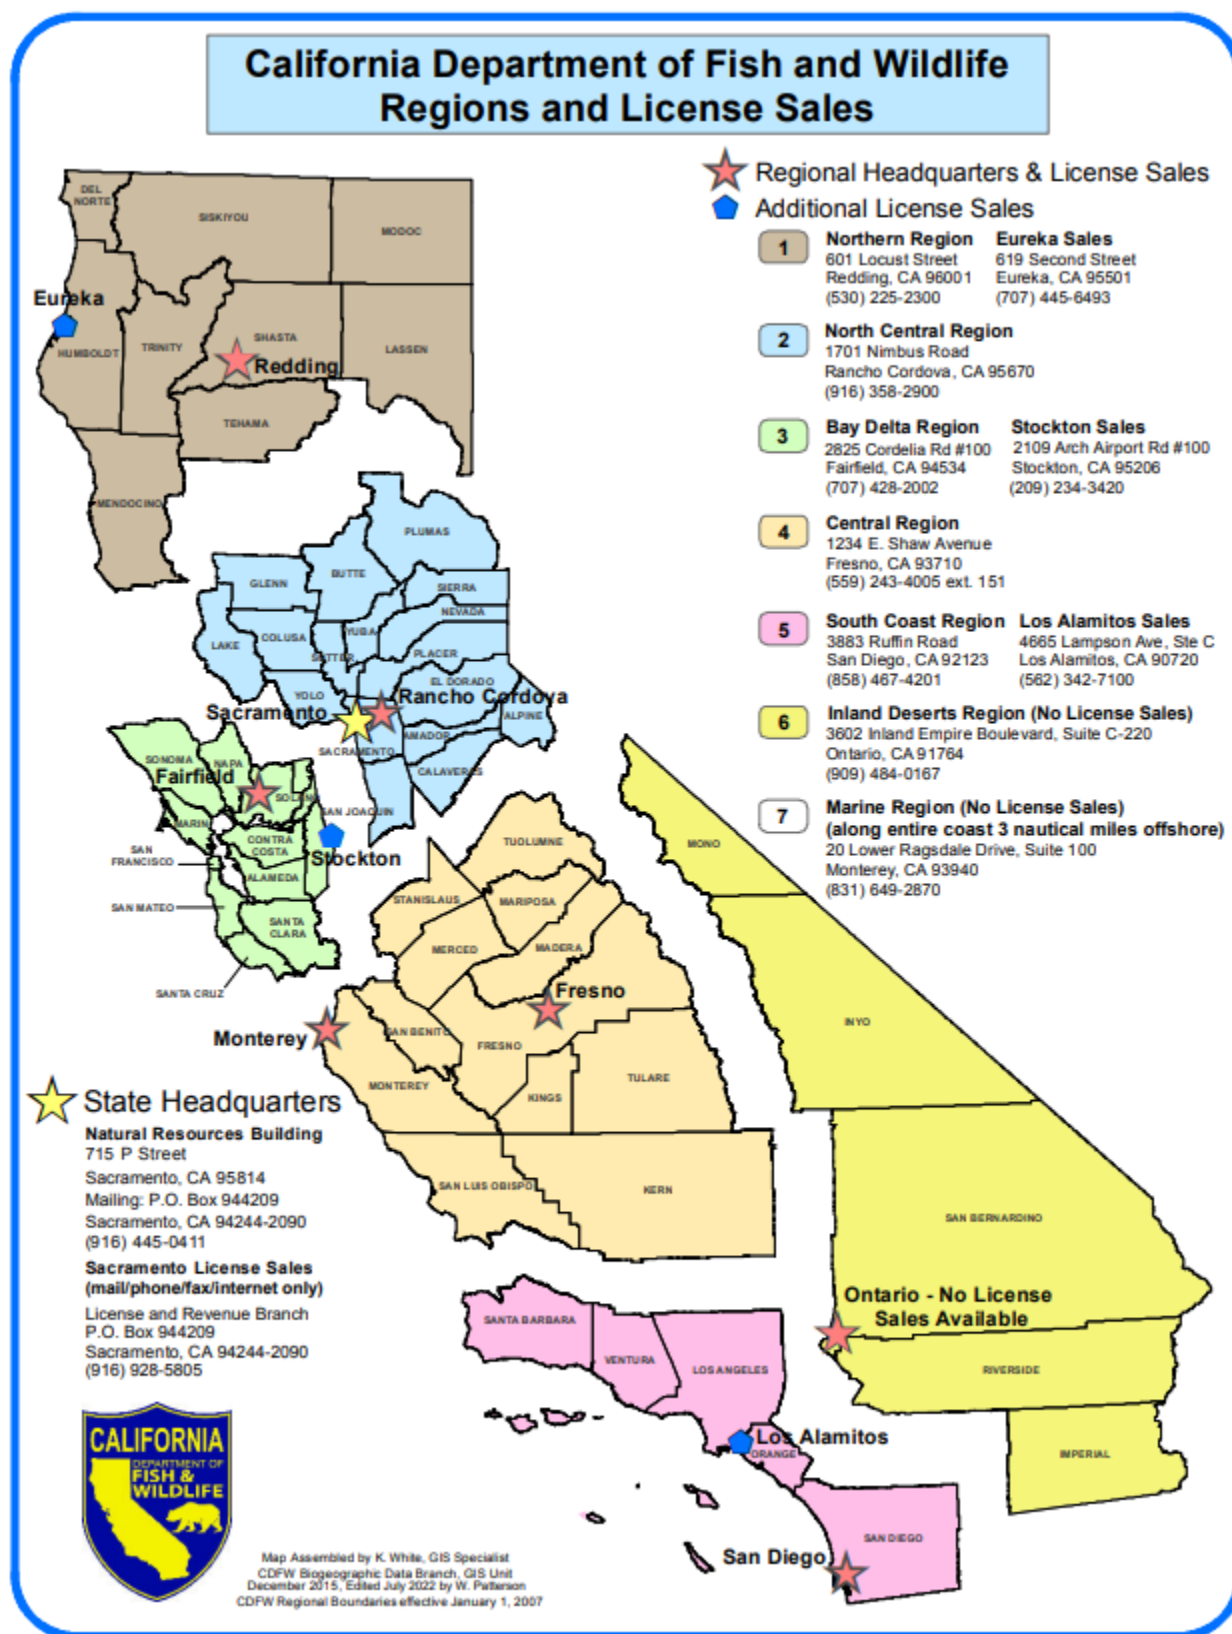 California Department of Fish and Wildlife
Regions and License Sales
Regional Headquarters & License Sales
Additional License Sales
1
Northern Region
601 Locust Street
Redding, CA 96001
(530) 225-2300
Eureka Sales
619 Second Street
Eureka, CA 95501
(707) 445-6493
2
North Central Region
1701 Nimbus Road
Rancho Cordova, CA 95670
(916) 358-2900
3
Bay Delta Region
2825 Cordelia Rd #100
Fairfield, CA 94534
(707) 428-2002
Stockton Sales
2109 Arch Airport Rd #100
Stockton, CA 95206
(209) 234-3420
4
Central Region
1234 E. Shaw Avenue
Fresno, CA 93710
(559) 243-4005 ext. 151
5
South Coast Region
3883 Ruffin Road
San Diego, CA 92123
(858) 467-4201
Los Alamitos Sales
4665 Lampson Ave, Ste C
Los Alamitos, CA 90720
(562) 342-7100
6
Inland Deserts Region (No License Sales)
3602 Inland Empire Boulevard, Suite C-220
Ontario, CA 91764
(909) 484-0167
7
Marine Region (No License Sales)
(along entire coast 3 nautical miles offshore)
20 Lower Ragsdale Drive, Suite 100
Monterey, CA 93940
(831) 649-2870
DEL
NORTE
SISKIYOU
MODOC
Eureka
HUMBOLDT
TRINITY
SHASTA
Redding
LASSEN
TEHAMA
MENDOCINO
PLUMAS
BUTTE
GLENN
SIERRA
NEVADA
YUBA
COLUSA
LAKE
SUTTER
PLACER
EL DORADO
YOLO
Rancho Cordova
Sacramento
ALPINE
AMADOR
SACRAMENTO
CALAVERAS
SONOMA
NAPA
Fairfield
SOLANO
SAN JOAQUIN
MARIN
CONTRA
COSTA
Stockton
SAN
FRANCISCO
ALAMEDA
SAN MATEO
SANTA
CLARA
SANTA CRUZ
TUOLUMNE
MONO
STANISLAUS
MARIPOSA
MERCED
MADERA
Fresno
INYO
Monterey
SAN BENITO
FRESNO
MONTEREY
KINGS
TULARE
SAN LUIS OBISPO
KERN
SAN BERNARDINO
Ontario - No License
Sales Available
RIVERSIDE
IMPERIAL
SANTA BARBARA
VENTURA
LOS ANGELES
Los Alamitos
ORANGE
SAN DIEGO
San Diego
State Headquarters
Natural Resources Building
715 P Street
Sacramento, CA 95814
Mailing: P.O. Box 944209
Sacramento, CA 94244-2090
(916) 445-0411
Sacramento License Sales
(mail/phone/fax/internet only)
License and Revenue Branch
P.O. Box 944209
Sacramento, CA 94244-2090
(916) 928-5805
CALIFORNIA
DEPARTMENT OF
FISH &
WILDLIFE
Map Assembled by K. White, GIS Specialist
CDFW Biogeographic Data Branch, GIS Unit
December 2015, Edited July 2022 by W. Patterson
CDFW Regional Boundaries effective January 1, 2007